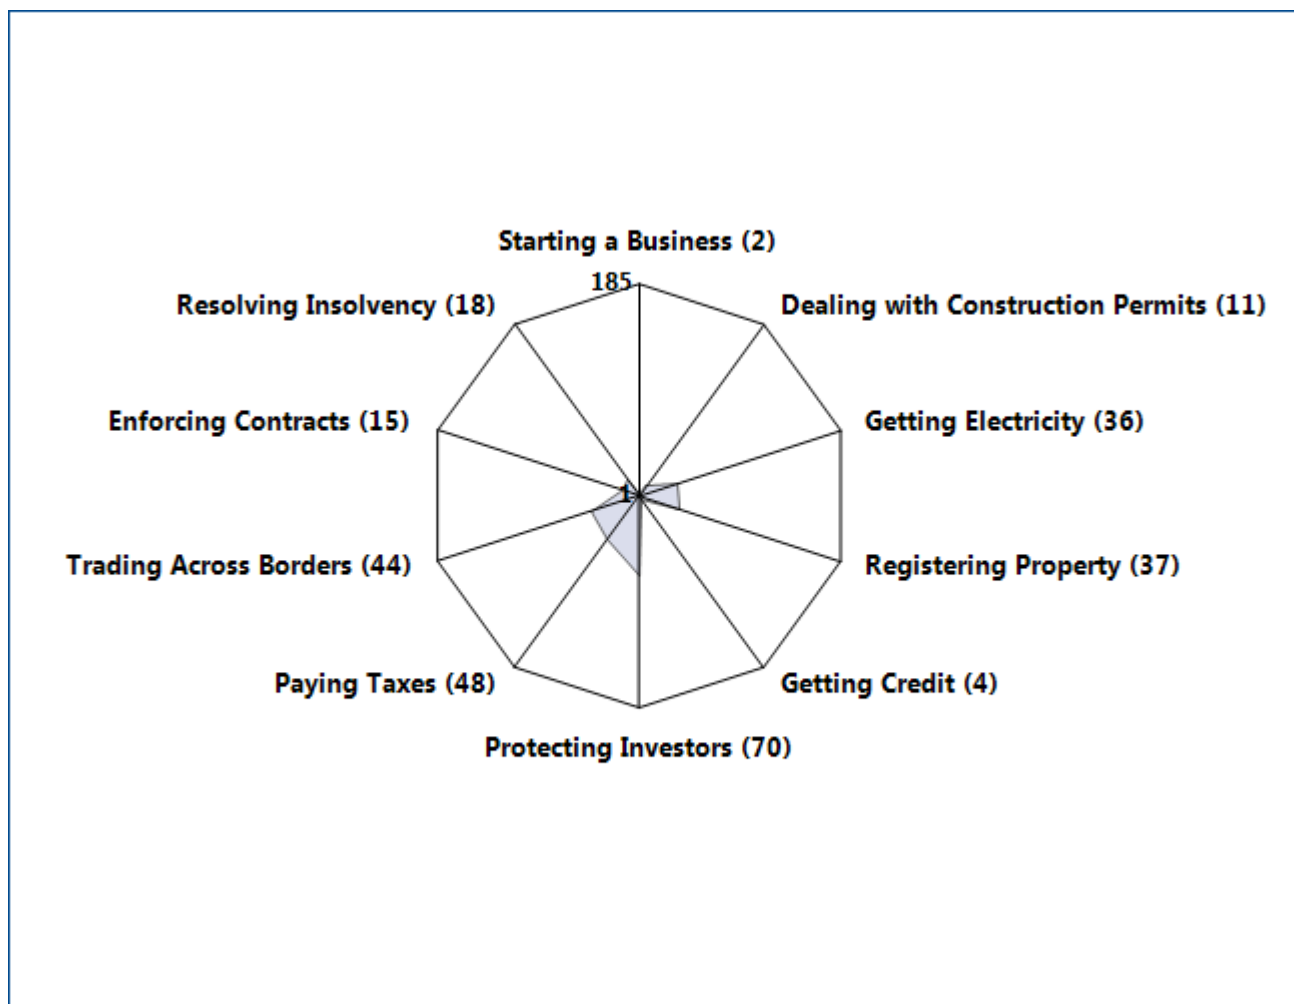 Starting a Business (2)
185
Resolving Insolvency (18)
Dealing with Construction Permits (11)
Enforcing Contracts (15)
Getting Electricity (36)
1
Trading Across Borders (44)
Registering Property (37)
Paying Taxes (48)
Getting Credit (4)
Protecting Investors (70)